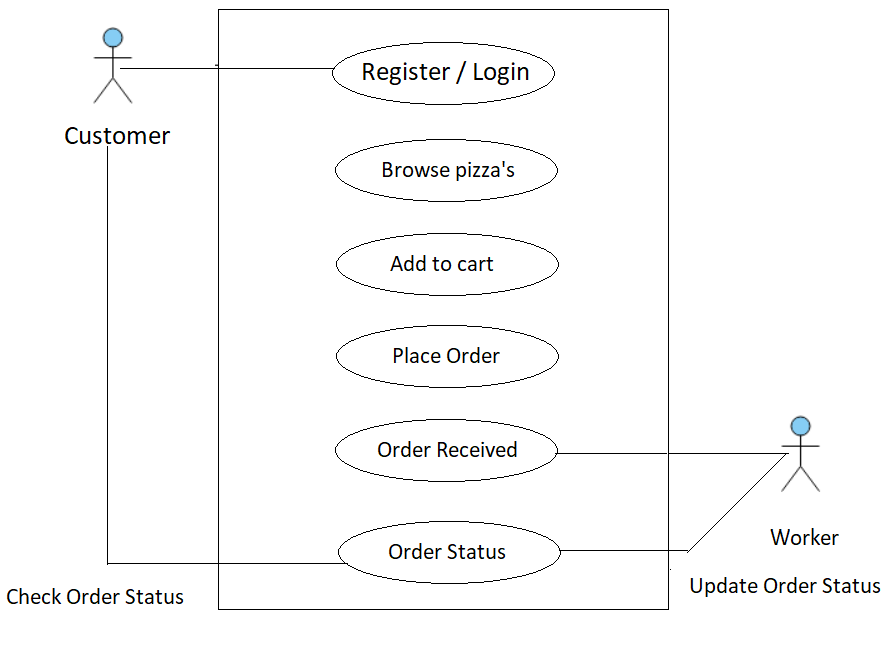 Register / Login
Customer
Browse pizza's
Add to cart
Place Order
Order Received
Worker
Order Status
Update Order Status
Check Order Status